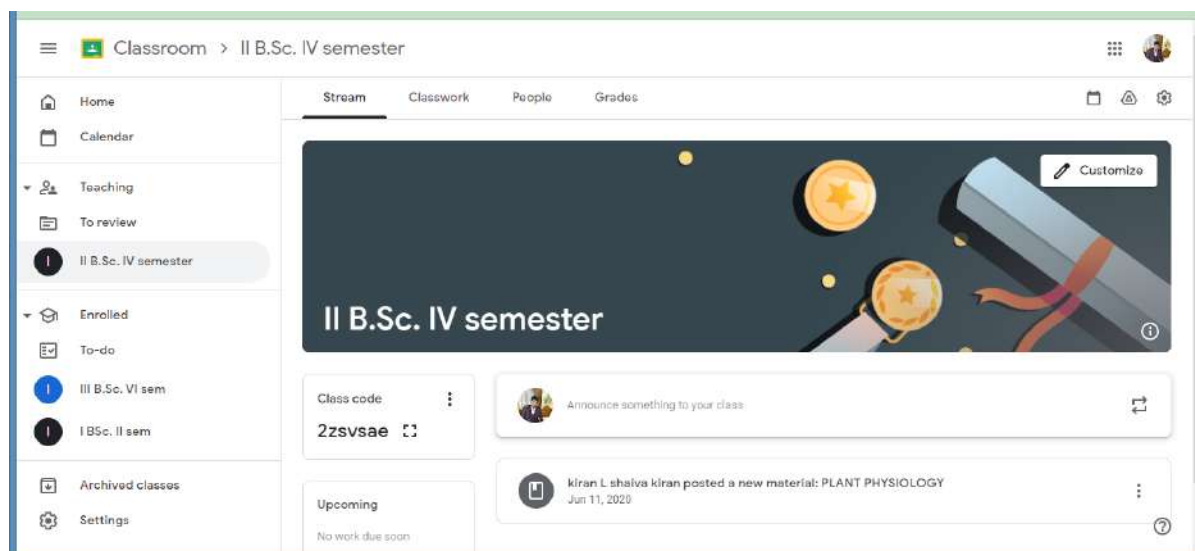 Classroom > II B.Sc. IV semester
Home
Calendar
Teaching
To review
I II B.Sc. IV semester
Enrolled
To-do
I III B.Sc. VI sem
I I BSc. II sem
Archived classes
Settings
Stream Classwork People Grades
Customize
II B.Sc. IV semester
Class code
2zsvsae
Upcoming
No work due soon
Announce something to your class
kiran L shaiva kiran posted a new material: PLANT PHYSIOLOGY
Jun 11, 2020